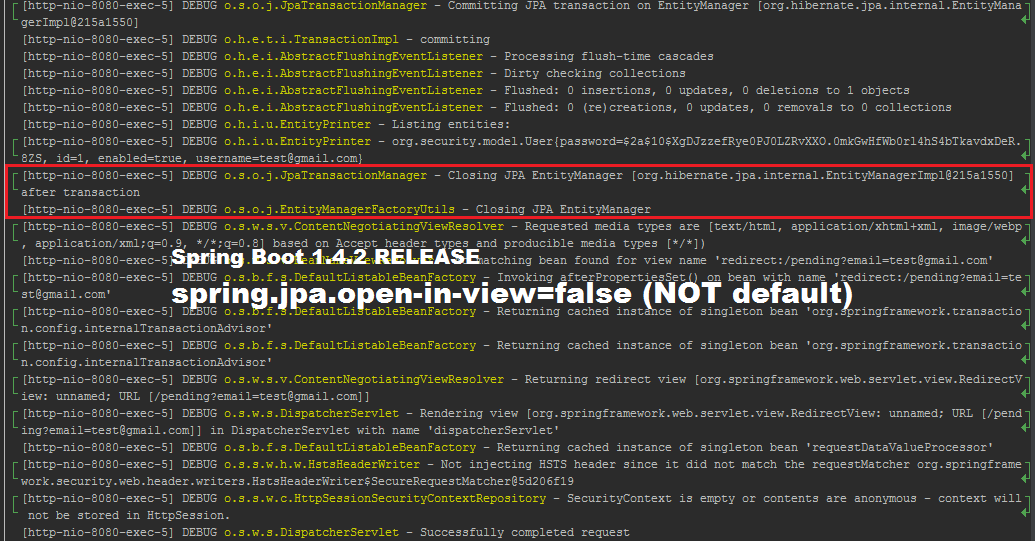 [http-nio-8080-exec-5] DEBUG o.s.o.j.JpaTransactionManager - Committing JPA transaction on EntityManager [org.hibernate.jpa.internal.EntityMana
gerImpl@215a1550]
[http-nio-8080-exec-5] DEBUG o.h.e.t.i.TransactionImpl - committing
[http-nio-8080-exec-5] DEBUG o.h.e.i.AbstractFlushingEventListener - Processing flush-time cascades
[http-nio-8080-exec-5] DEBUG o.h.e.i.AbstractFlushingEventListener - Dirty checking collections
[http-nio-8080-exec-5] DEBUG o.h.e.i.AbstractFlushingEventListener - Flushed: 0 insertions, 0 updates, 0 deletions to 1 objects
[http-nio-8080-exec-5] DEBUG o.h.e.i.AbstractFlushingEventListener - Flushed: 0 (re)creations, 0 updates, 0 removals to 0 collections
[http-nio-8080-exec-5] DEBUG o.h.i.u.EntityPrinter - Listing entities:
[http-nio-8080-exec-5] DEBUG o.h.i.u.EntityPrinter - org.security.model.User{password=$2a$10$XgDJzzefRye0PJ0LZRvXXO.0mkGwHfWb0rl4hS4bTkavdxDeR.
8ZS, id=1, enabled=true, username=test@gmail.com}
[http-nio-8080-exec-5] DEBUG o.s.o.j.JpaTransactionManager - Closing JPA EntityManager [org.hibernate.jpa.internal.EntityManagerImpl@215a1550]
after transaction
[http-nio-8080-exec-5] DEBUG o.s.o.j.EntityManagerFactoryUtils - Closing JPA EntityManager
[http-nio-8080-exec-5] DEBUG o.s.w.s.v.ContentNegotiatingViewResolver - Requested media types are [text/html, application/xhtml+xml, image/webp
, application/xml;q=0.9, */*;q=0.8] based on Accept header types and producible media types [*/*])
[http-nio-8080-exec-5] matching bean found for view name 'redirect:/pending?email=test@gmail.com'
Spring Boot 1.4.2 RELEASE
[http-nio-8080-exec-5] DEBUG o.s.b.f.s.DefaultListableBeanFactory - Invoking afterPropertiesSet() on bean with name 'redirect:/pending?email=te
st@gmail.com'
spring.jpa.open-in-view=false (NOT default)
[http-nio-8080-exec-5] DEBUG o.s.b.f.s.DefaultListableBeanFactory - Returning cached instance of singleton bean 'org.springframework.transactio
n.config.internalTransactionAdvisor'
[http-nio-8080-exec-5] DEBUG o.s.b.f.s.DefaultListableBeanFactory - Returning cached instance of singleton bean 'org.springframework.transactio
n.config.internalTransactionAdvisor'
[http-nio-8080-exec-5] DEBUG o.s.w.s.v.ContentNegotiatingViewResolver - Returning redirect view [org.springframework.web.servlet.view.RedirectV
iew: unnamed; URL [/pending?email=test@gmail.com]]
[http-nio-8080-exec-5] DEBUG o.s.w.s.DispatcherServlet - Rendering view [org.springframework.web.servlet.view.RedirectView: unnamed; URL [/pend
ing?email=test@gmail.com]] in DispatcherServlet with name 'dispatcherServlet'
[http-nio-8080-exec-5] DEBUG o.s.b.f.s.DefaultListableBeanFactory - Returning cached instance of singleton bean 'requestDataValueProcessor'
[http-nio-8080-exec-5] DEBUG o.s.s.w.h.w.HstsHeaderWriter - Not injecting HSTS header since it did not match the requestMatcher org.springframe
work.security.web.header.writers.HstsHeaderWriter$SecureRequestMatcher@5d206f19
[http-nio-8080-exec-5] DEBUG o.s.s.w.c.HttpSessionSecurityContextRepository - SecurityContext is empty or contents are anonymous - context will
not be stored in HttpSession.
[http-nio-8080-exec-5] DEBUG o.s.w.s.DispatcherServlet - Successfully completed request